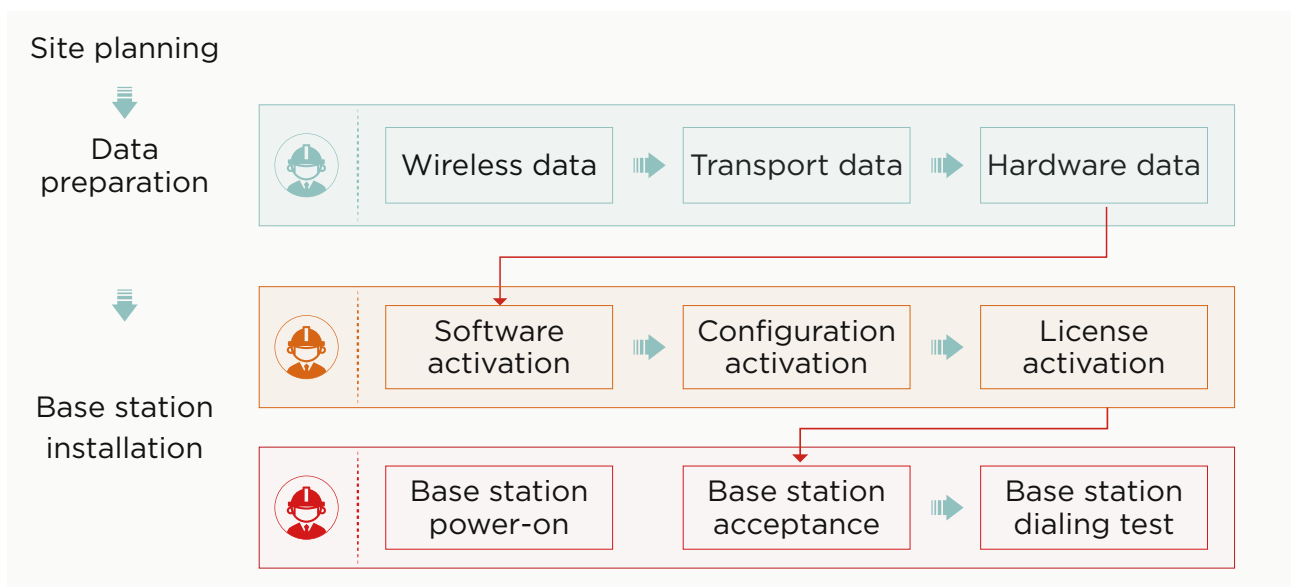 Site planning
Data
preparation
Wireless data
Transport data
Hardware data
Software
activation
Configuration
activation
License
activation
Base station
installation
Base station
power-on
Base station
acceptance
Base station
dialing test